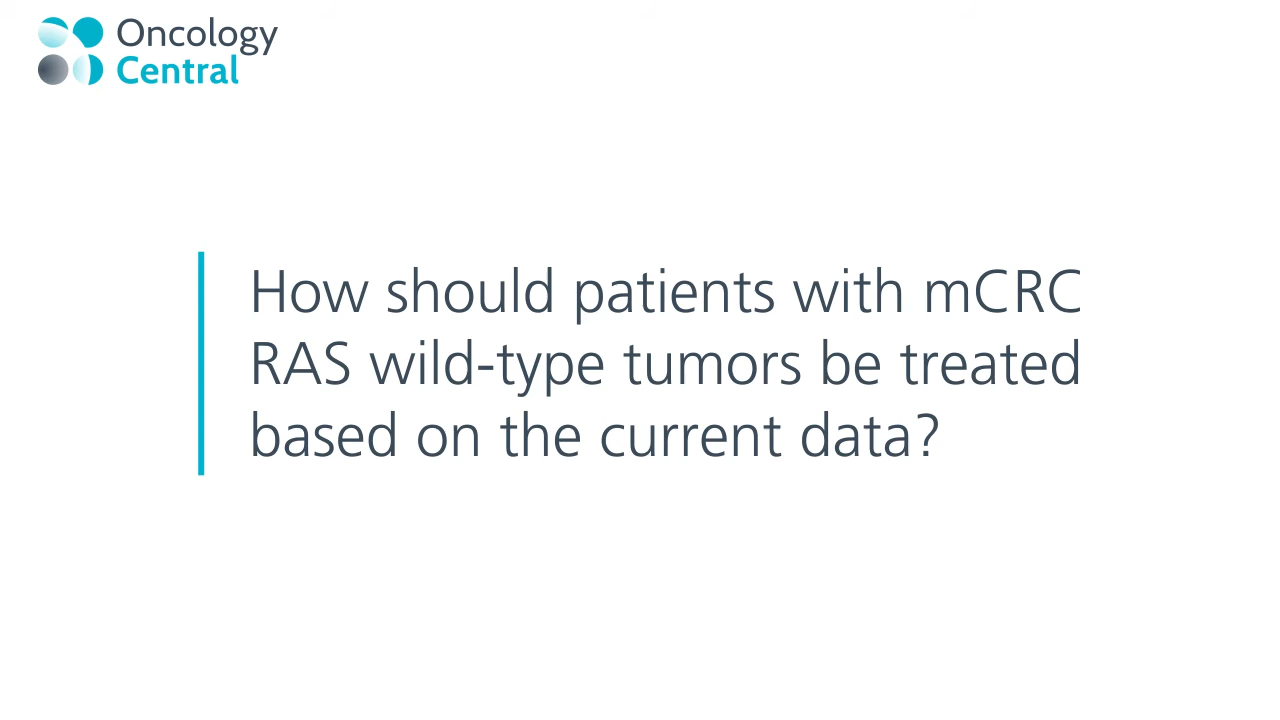 Oncology
Central
How should patients with mCRC
RAS wild-type tumors be treated
based on the current data?